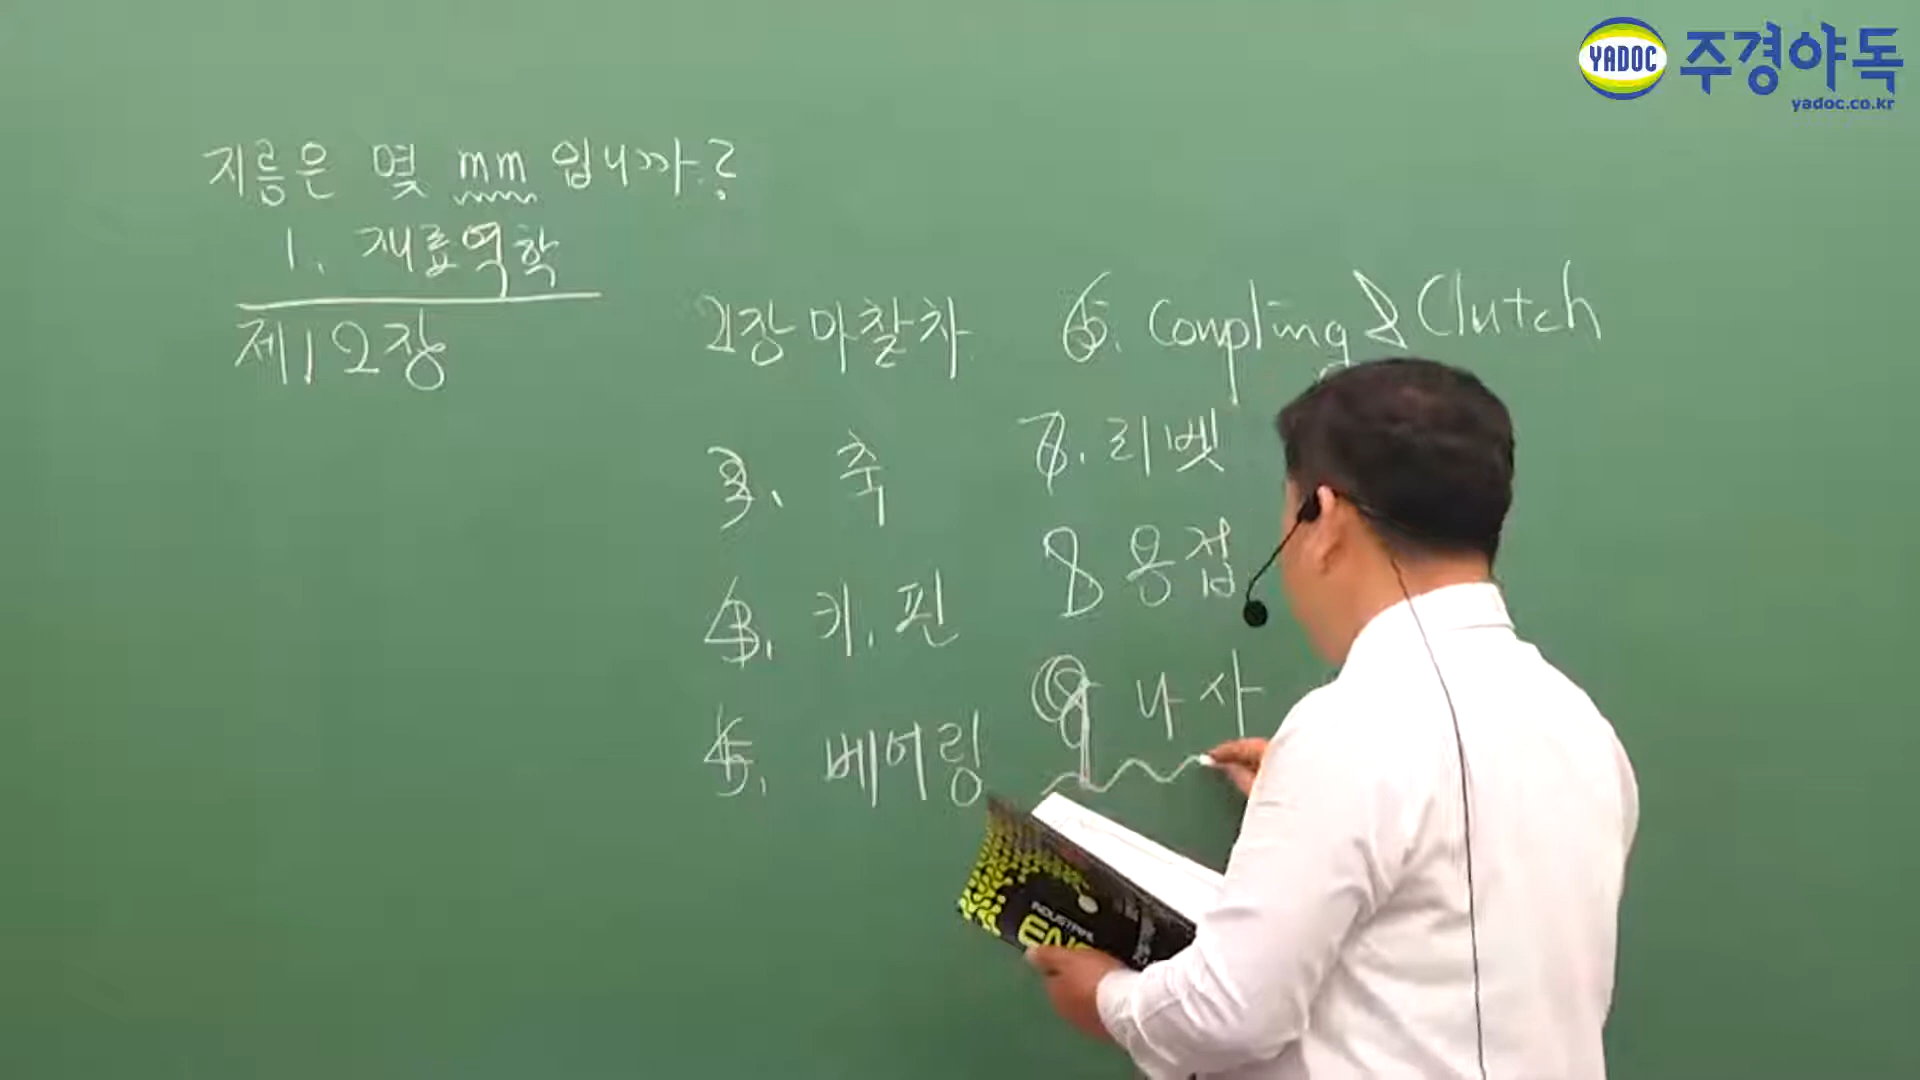 YADOC 주경야독
yadoc.co.kr
지름은 몇 mm 입니까?
1. 재료역학
제12장
2장 마찰차
3. 축
4. 키. 핀
5. 베어링
6. Coupling & Clutch
7. 리벳
8 용접
9 나사
INDUSTRIAL